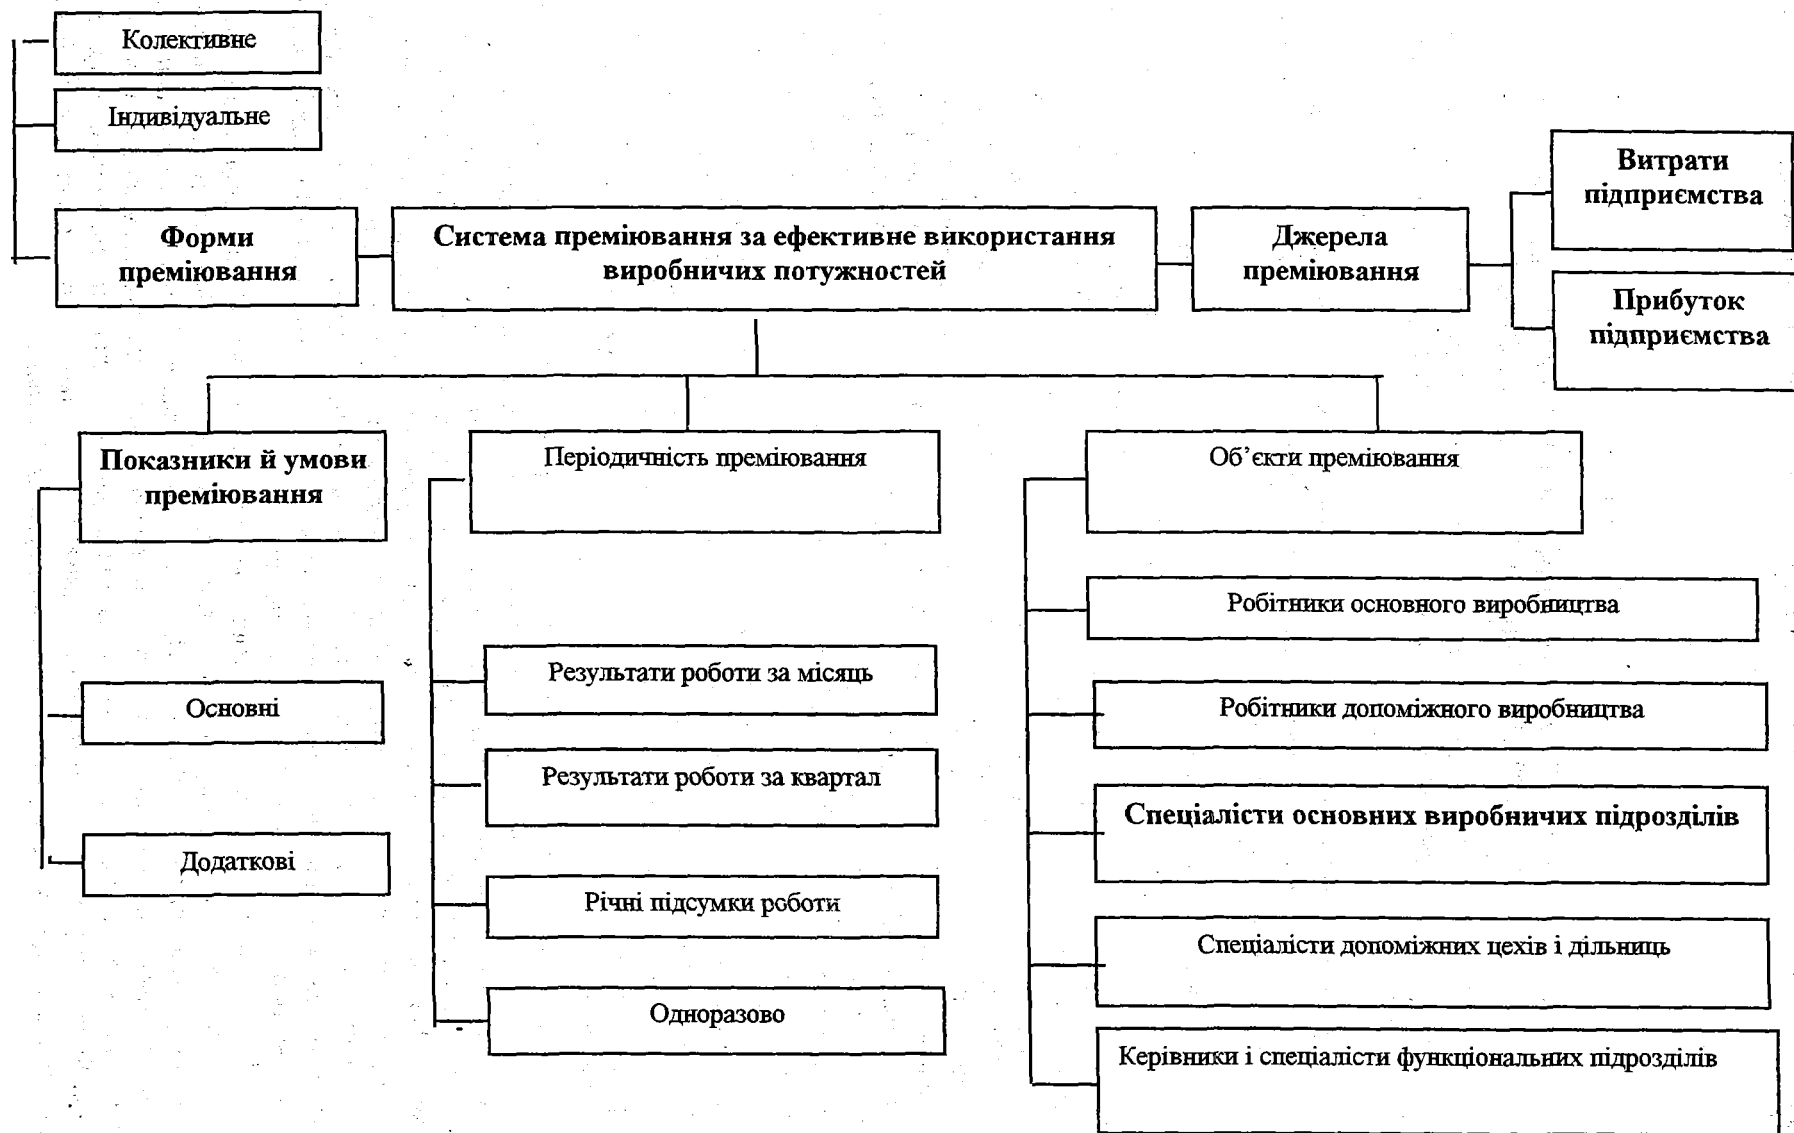 Колективне
Індивідуальне
Форми
преміювання
Система преміювання за ефективне використання
виробничих потужностей
Джерела
преміювання
Витрати
підприємства
Прибуток
підприємства
Показники й умови
преміювання
Основні
Додаткові
Періодичність преміювання
Результати роботи за місяць
Результати роботи за квартал
Річні підсумки роботи
Одноразово
Об’єкти преміювання
Робітники основного виробництва
Робітники допоміжного виробництва
Спеціалісти основних виробничих підрозділів
Спеціалісти допоміжних цехів і дільниць
Керівники і спеціалісти функціональних підрозділів